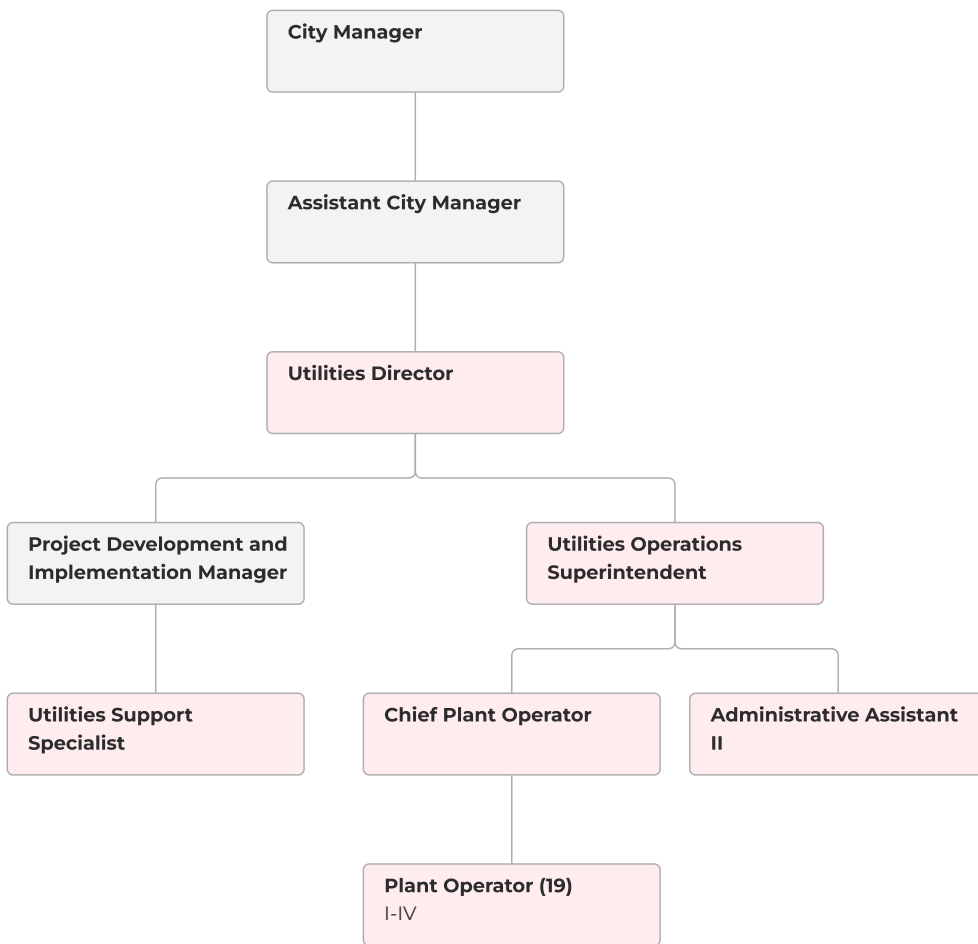 City Manager
Assistant City Manager
Utilities Director
Project Development and
Implementation Manager
Utilities Operations
Superintendent
Utilities Support
Specialist
Chief Plant Operator
Administrative Assistant
II
Plant Operator (19)
I-IV